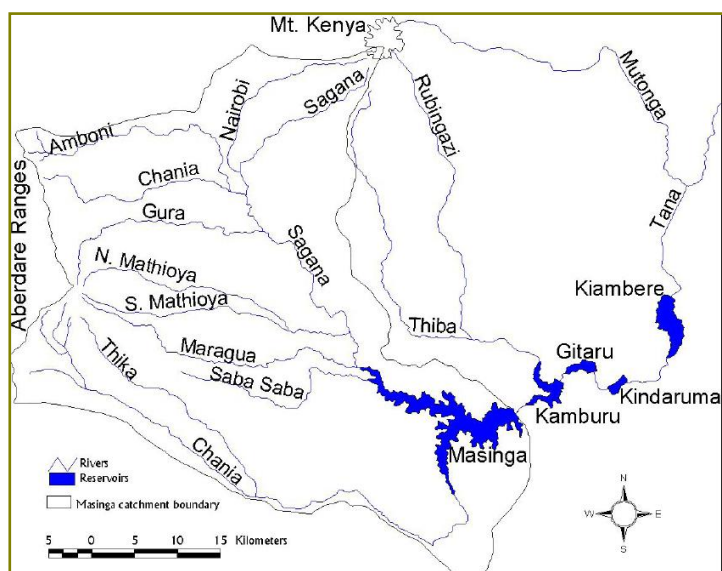 Mt. Kenya
Amboni
Nairobi
Sagana
Rubingazi
Mutonga
Aberdare Ranges
Chania
Gura
Sagana
Tana
N. Mathioya
S. Mathioya
Kiambere
Maragua
Thiba
Gitaru
Thika
Saba Saba
Kindaruma
Kamburu
Masinga
Chania
Rivers
Reservoirs
Masinga catchment boundary
5 0 5 10 15 Kilometers
N
W E
S